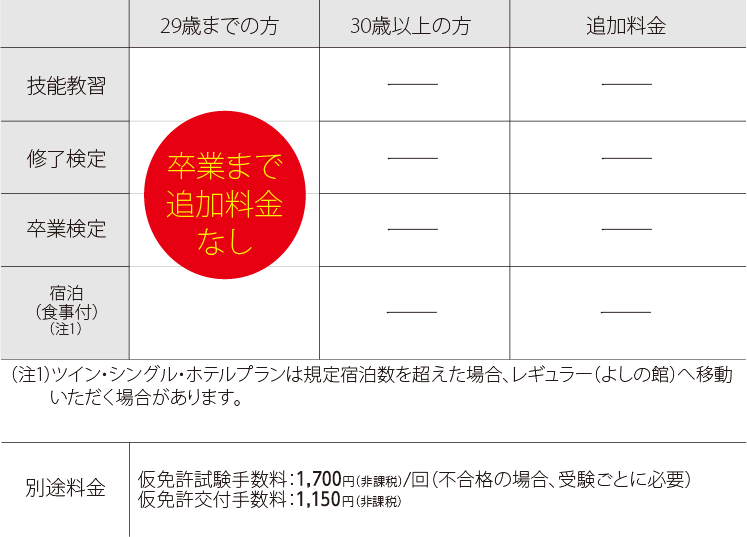 29歳までの方 30歳以上の方 追加料金
技能教習 ―― ――
修了検定 ―― ――
卒業検定 ―― ――
卒業まで
追加料金
なし
宿泊
（食事付）
（注1） ―― ――
（注1）ツイン・シングル・ホテルプランは規定宿泊数を超えた場合、レギュラー（よしの館）へ移動
いただく場合があります。
別途料金
仮免許試験手数料：1,700円（非課税）/回（不合格の場合、受験ごとに必要）
仮免許交付手数料：1,150円（非課税）